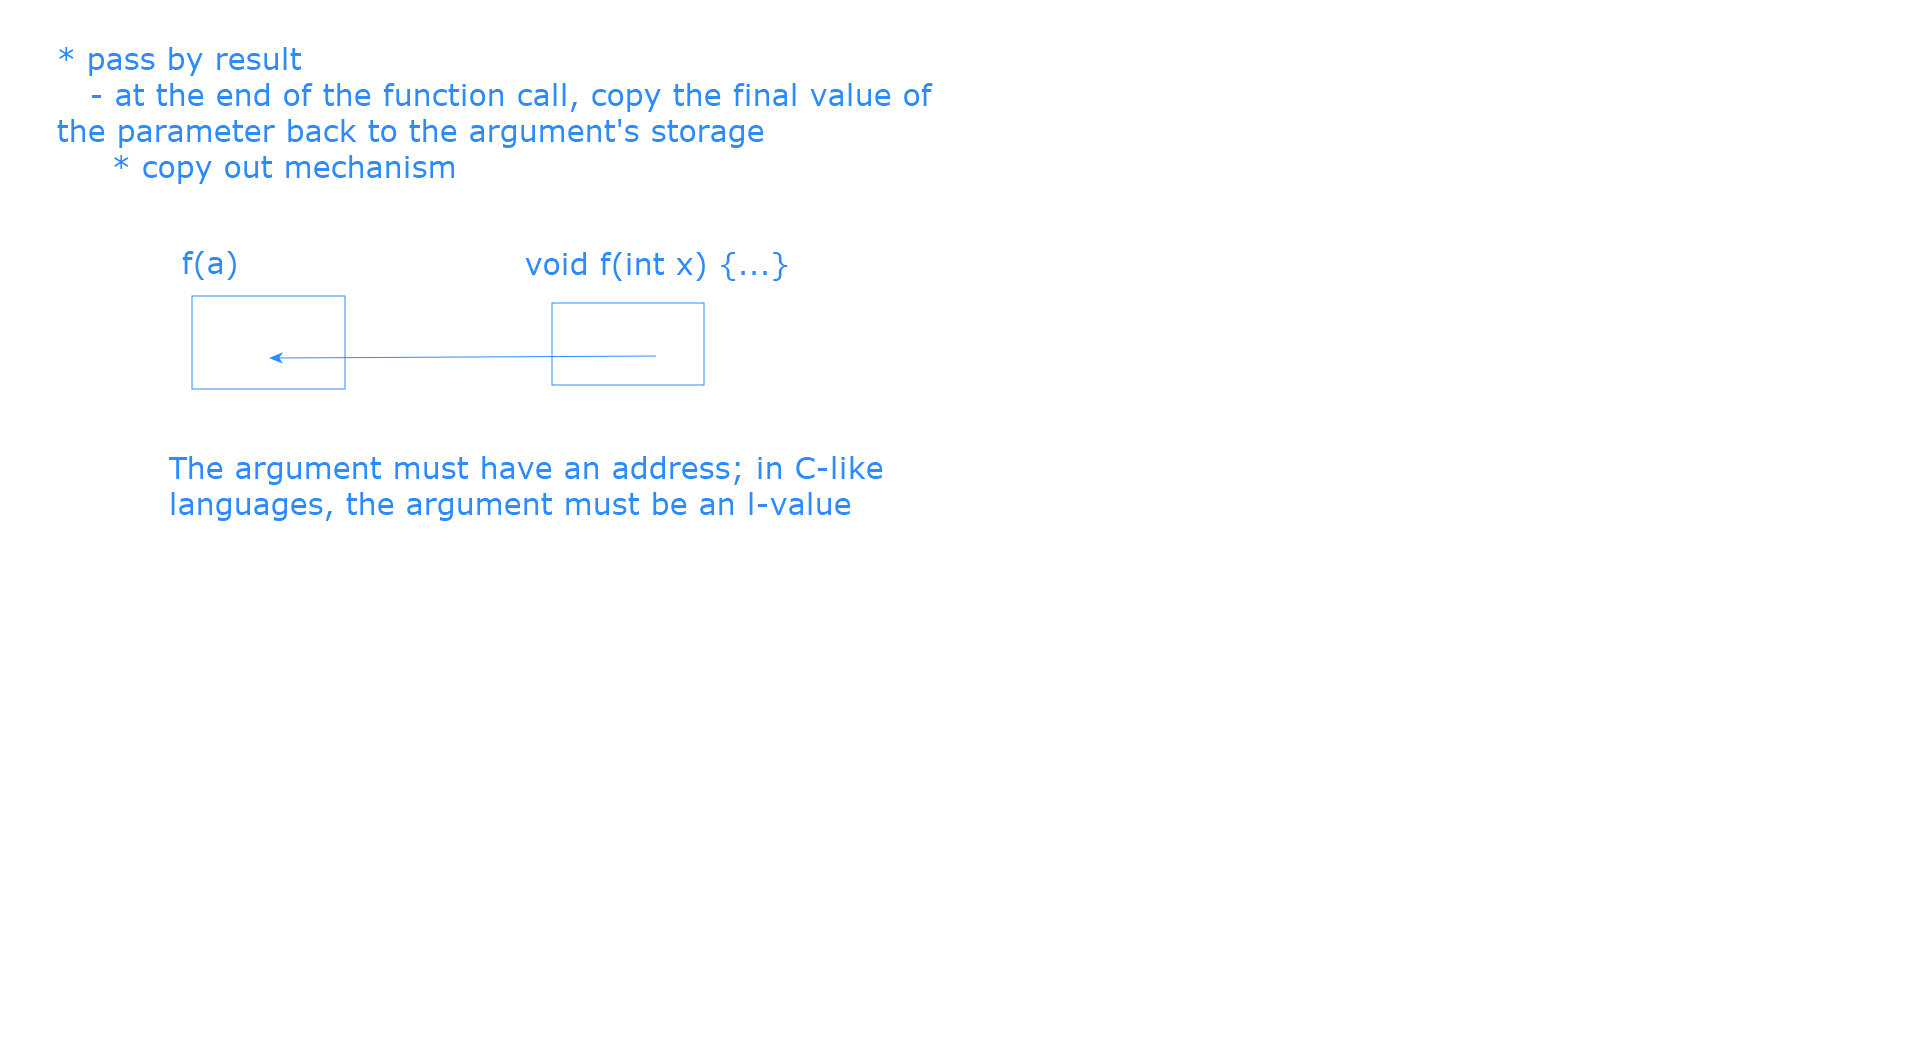 * pass by result
- at the end of the function call, copy the final value of
the parameter back to the argument's storage
* copy out mechanism
f(a)
void f(int x) {...}
The argument must have an address; in C-like
languages, the argument must be an l-value